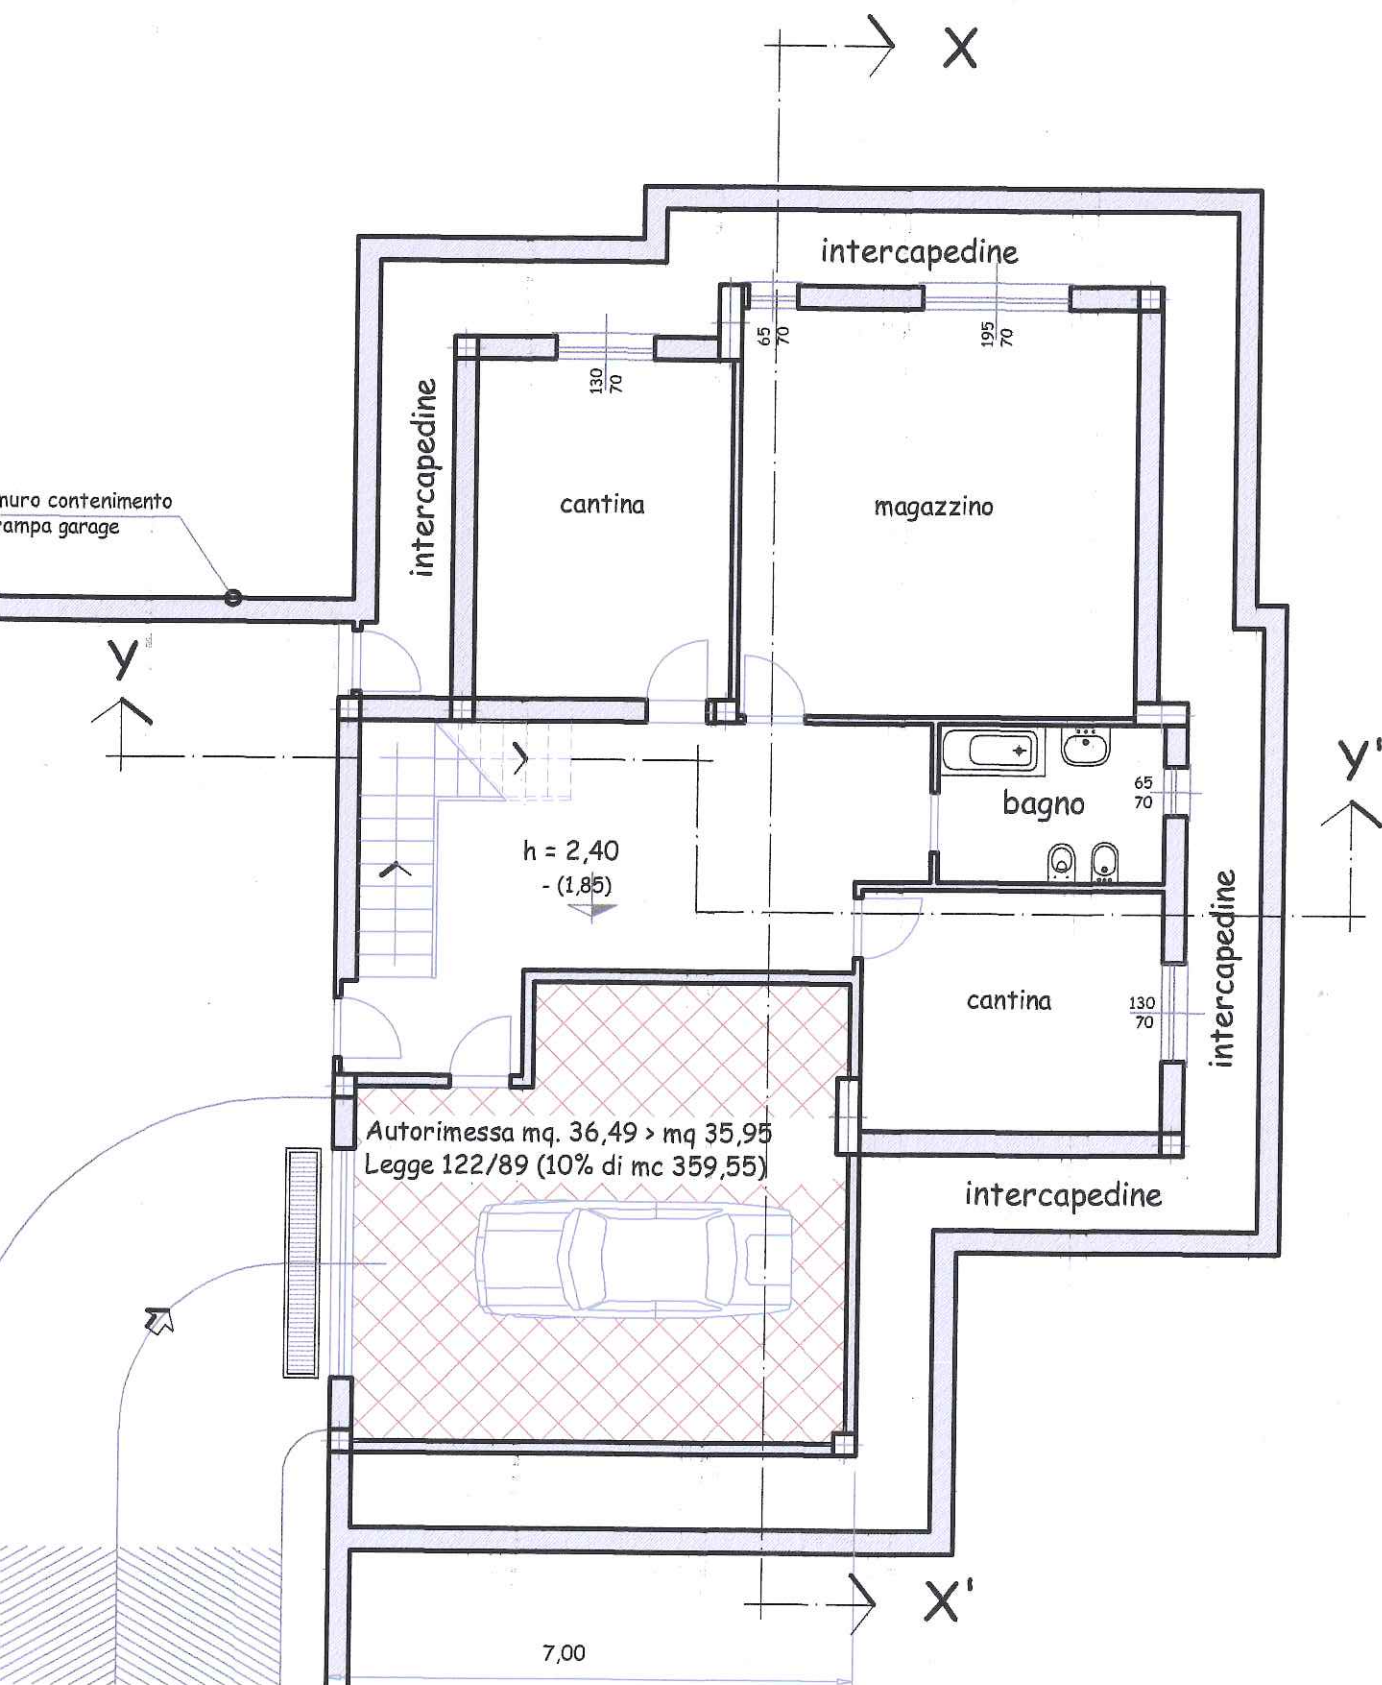 X
intercapedine
65
70
195
70
130
70
intercapedine
cantina
magazzino
contenimento
garage
Y
Y'
65
70
bagno
h = 2,40
- (1,85)
intercapedine
cantina
130
70
Autorimessa mq. 36,49 > mq 35,95
Legge 122/89 (10% di mc 359,55)
intercapedine
X'
7,00